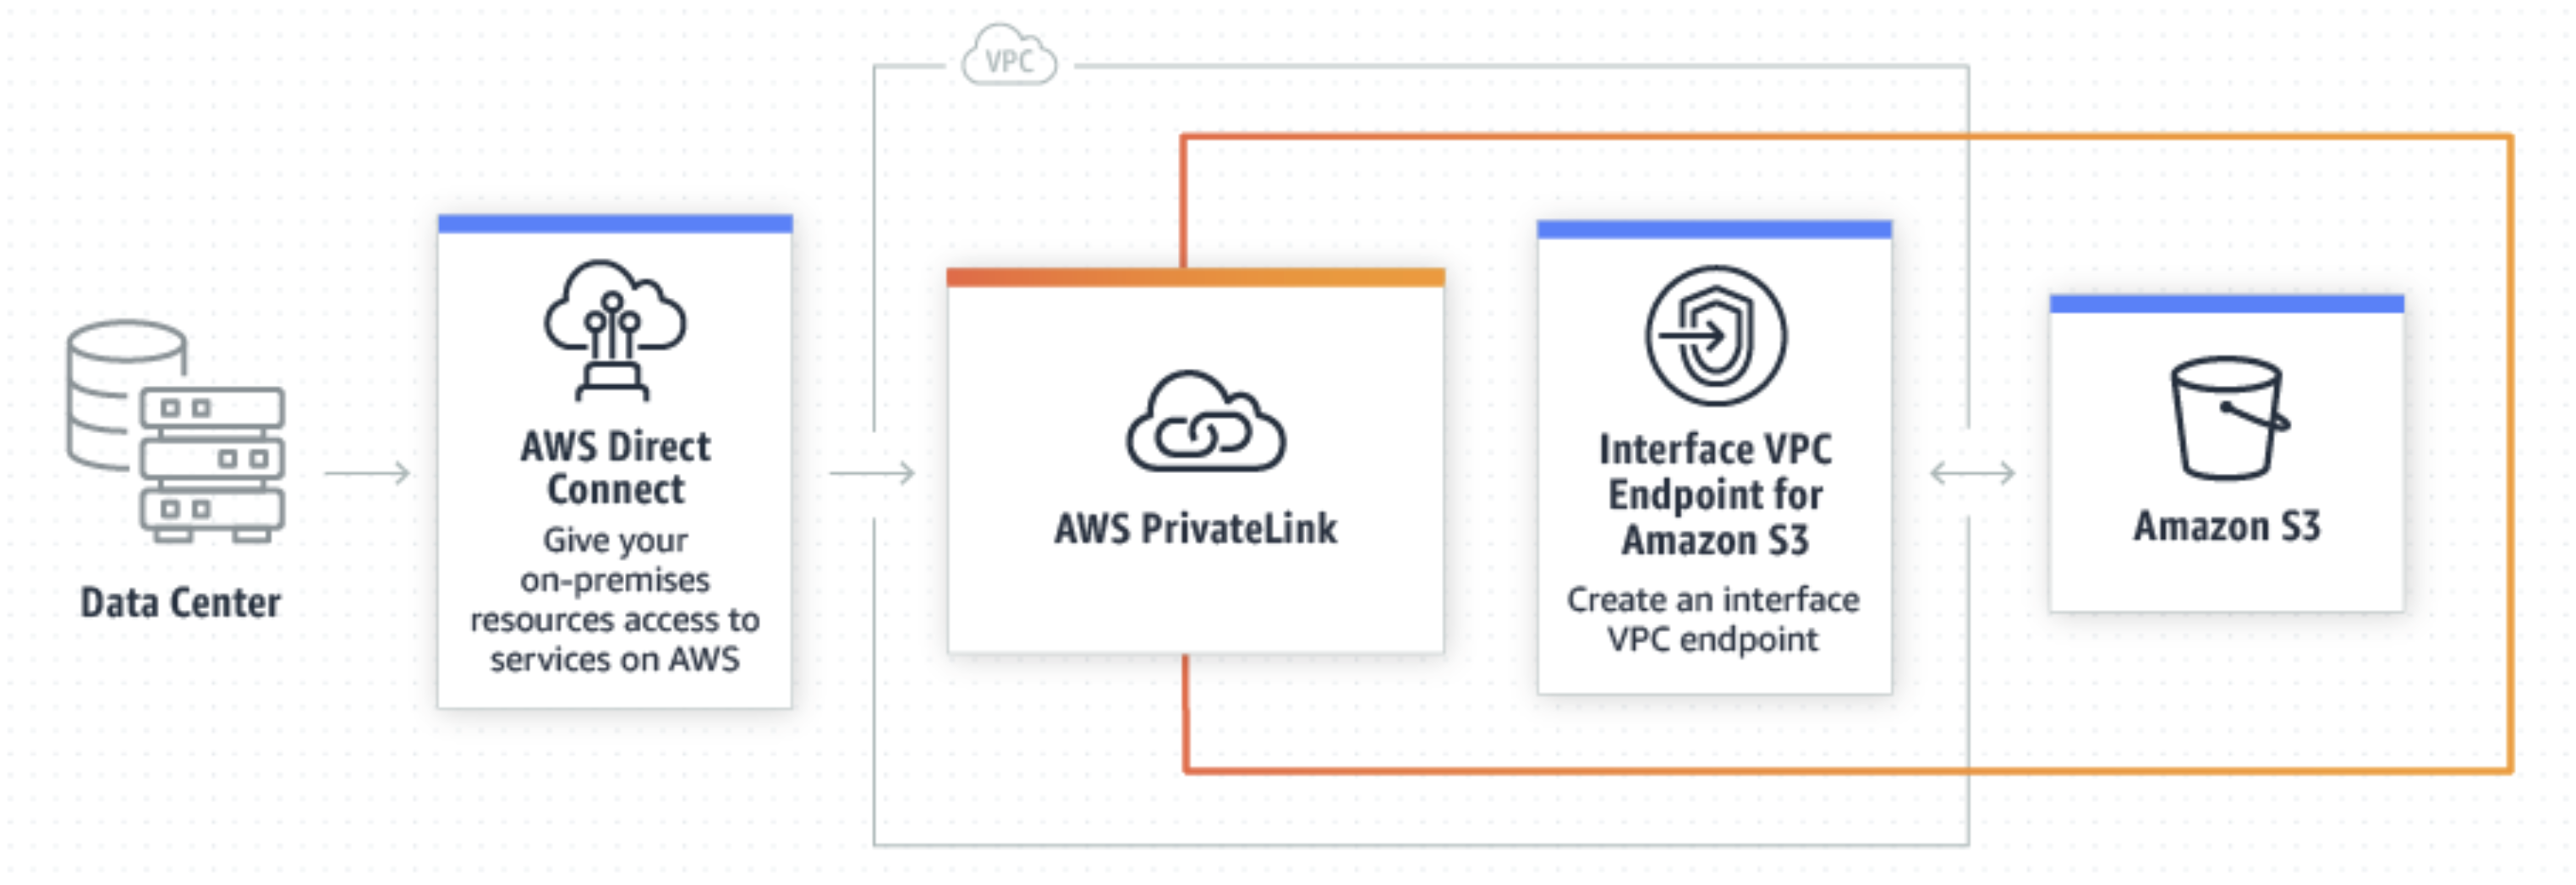 VPC
Data Center
AWS Direct
Connect
Give your
on-premises
resources access to
services on AWS
AWS PrivateLink
Interface VPC
Endpoint for
Amazon S3
Create an interface
VPC endpoint
Amazon S3